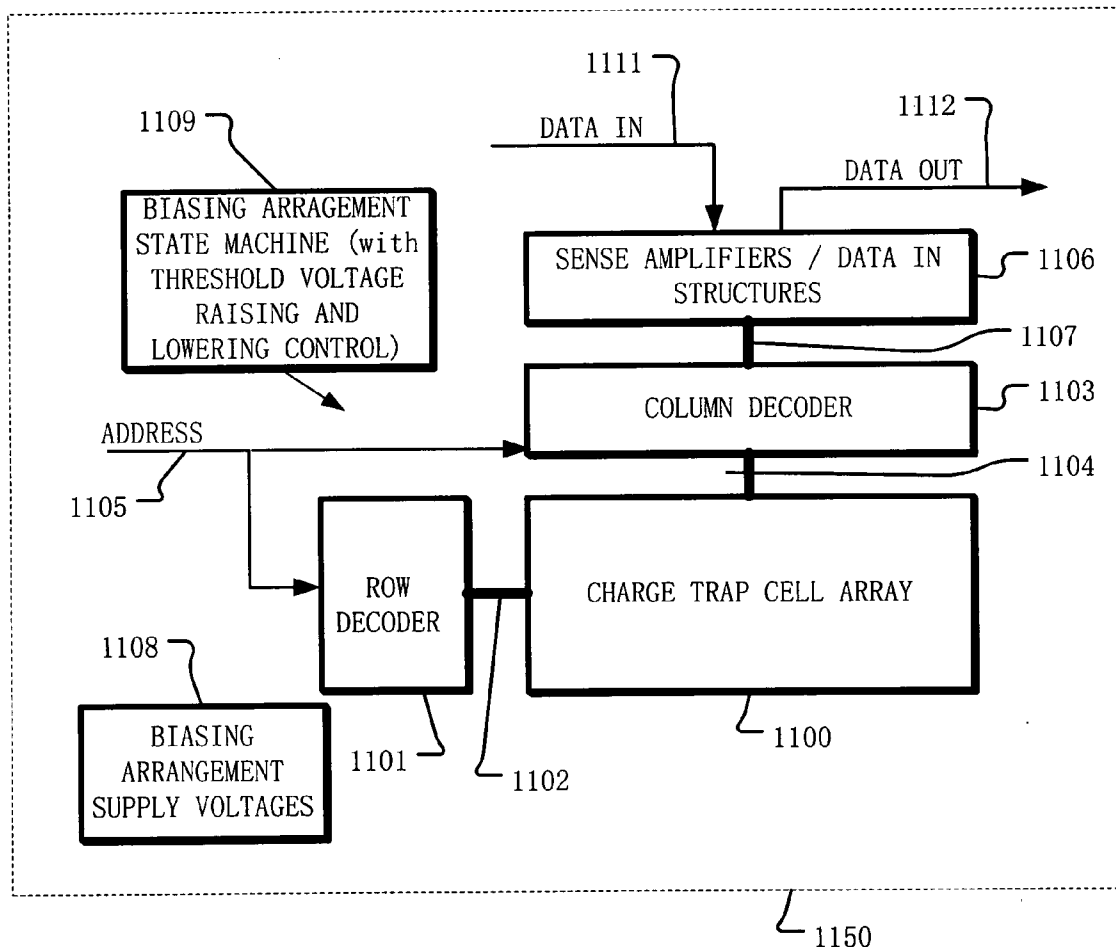 1111
1112
1109
DATA IN
DATA OUT
BIASING ARRAGEMENT
STATE MACHINE (with
THRESHOLD VOLTAGE
RAISING AND
LOWERING CONTROL)
SENSE AMPLIFIERS / DATA IN
STRUCTURES
1106
1107
COLUMN DECODER
1103
ADDRESS
1104
1105
ROW
DECODER
CHARGE TRAP CELL ARRAY
1108
1101
1102
1100
BIASING
ARRANGEMENT
SUPPLY VOLTAGES
1150